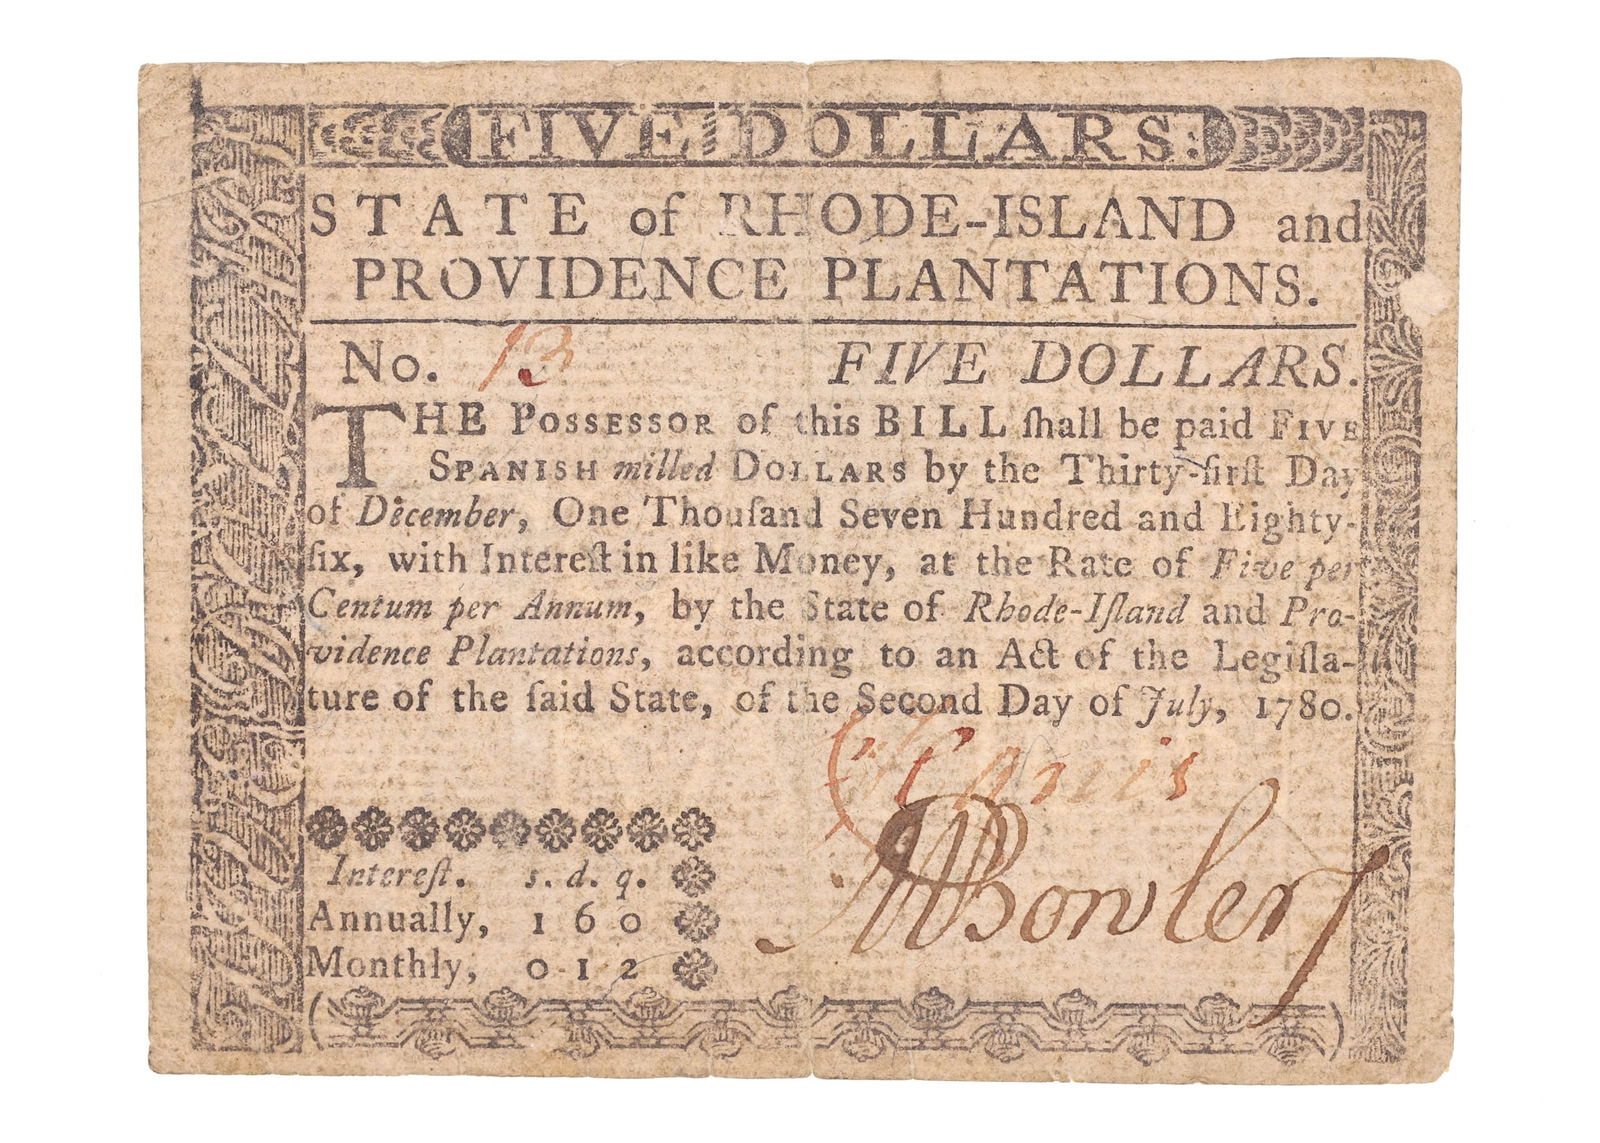 FIVE DOLLARS:
STATE of RHODE-ISLAND and
PROVIDENCE PLANTATIONS.
No. 13 FIVE DOLLARS.
THE POSSESSOR of this BILL ſhall be paid FIVE
SPANISH milled DOLLARS by the Thirty-firſt Day
of December, One Thouſand Seven Hundred and Eighty-
ſix, with Intereſt in like Money, at the Rate of Five per
Centum per Annum, by the State of Rhode-Iſland and Pro-
vidence Plantations, according to an Act of the Legiſla-
ture of the ſaid State, of the Second Day of July, 1780.
Bowler
Intereſt. s. d. q.
Annually, 1 6 0
Monthly, 0 1 2